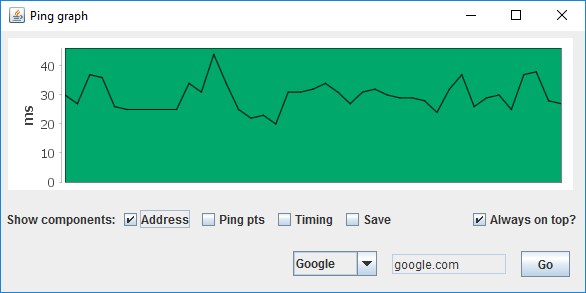 Ping graph
40
30
20
10
0
ms
Show components: Address Ping pts Timing Save Always on top?
Google google.com Go